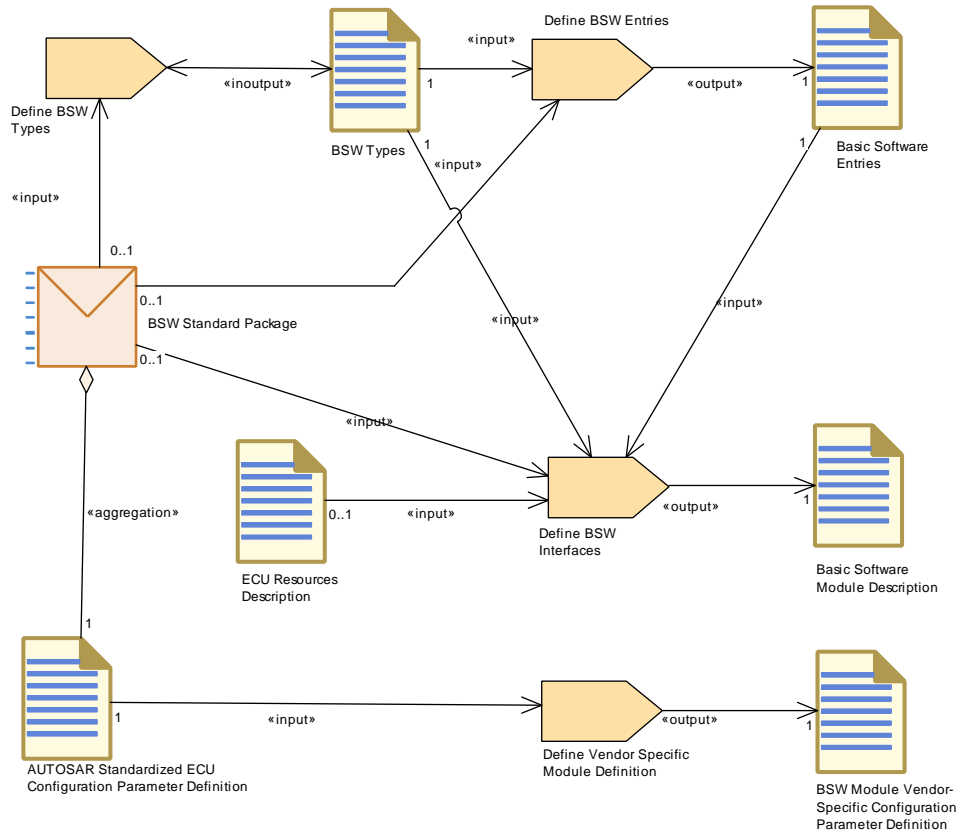 Define BSW Entries
«input»
«inoutput»
1
«output»
1
Define BSW
Types
BSW Types
1
«input»
1
Basic Software
Entries
«input»
0..1
0..1
BSW Standard Package
0..1
«input»
«input»
«input»
«aggregation»
0..1
«input»
Define BSW
Interfaces
«output»
1
ECU Resources
Description
Basic Software
Module Description
1
1
«input»
«output»
1
AUTOSAR Standardized ECU
Configuration Parameter Definition
Define Vendor Specific
Module Definition
BSW Module Vendor-
Specific Configuration
Parameter Definition